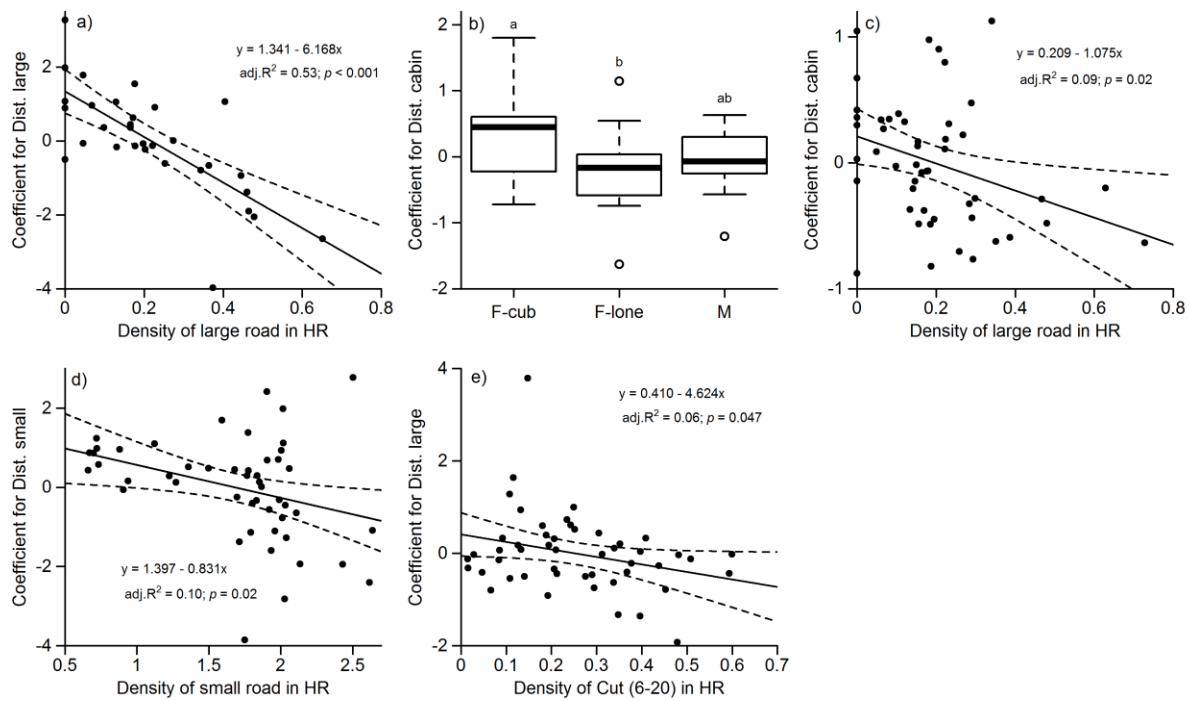 a)
y = 1.341 - 6.168x
adj.R² = 0.53; p < 0.001
Coefficient for Dist. large
2
0
-2
-4
0 0.2 0.4 0.6 0.8
Density of large road in HR
b)
a
b
ab
Coefficient for Dist. cabin
2
1
0
-1
-2
F-cub F-lone M
c)
y = 0.209 - 1.075x
adj.R² = 0.09; p = 0.02
Coefficient for Dist. cabin
1
0
-1
0 0.2 0.4 0.6 0.8
Density of large road in HR
d)
Coefficient for Dist. small
2
0
-2
-4
y = 1.397 - 0.831x
adj.R² = 0.10; p = 0.02
0.5 1 1.5 2 2.5
Density of small road in HR
e)
y = 0.410 - 4.624x
adj.R² = 0.06; p = 0.047
Coefficient for Dist. large
4
2
0
-2
0 0.1 0.2 0.3 0.4 0.5 0.6 0.7
Density of Cut (6-20) in HR